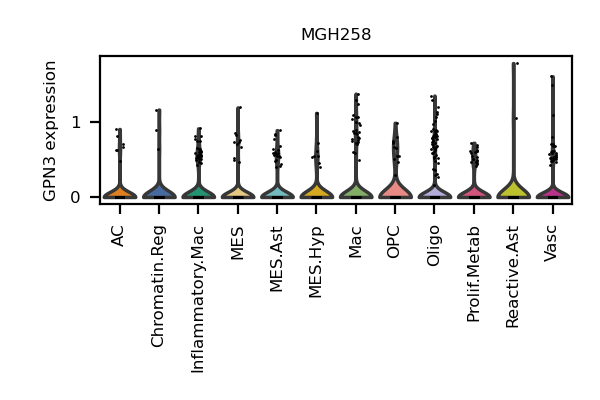 MGH258
GPN3 expression
1
0
AC
Chromatin.Reg
Inflammatory.Mac
MES
MES.Ast
MES.Hyp
Mac
OPC
Oligo
Prolif.Metab
Reactive.Ast
Vasc